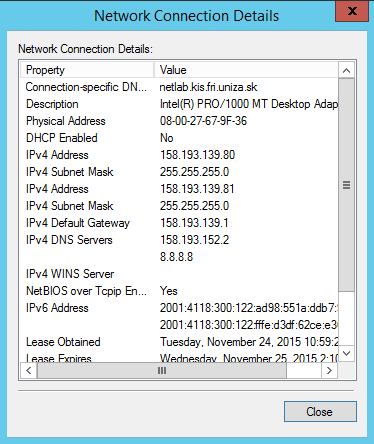 Network Connection Details
x
Network Connection Details:
Property Value
Connection-specific DN... netlab.kis.fri.uniza.sk
Description Intel(R) PRO/1000 MT Desktop Adap
Physical Address 08-00-27-67-9F-36
DHCP Enabled No
IPv4 Address 158.193.139.80
IPv4 Subnet Mask 255.255.255.0
IPv4 Address 158.193.139.81
IPv4 Subnet Mask 255.255.255.0
IPv4 Default Gateway 158.193.139.1
IPv4 DNS Servers 158.193.152.2
8.8.8.8
IPv4 WINS Server
NetBIOS over Tcpip En... Yes
IPv6 Address 2001:4118:300:122:ad98:551a:ddb7:
2001:4118:300:122:fffe:d3df:62ce:e3
Lease Obtained Tuesday, November 24, 2015 10:59:2
Lease Expires Wednesday, November 25, 2015 2:10
Close